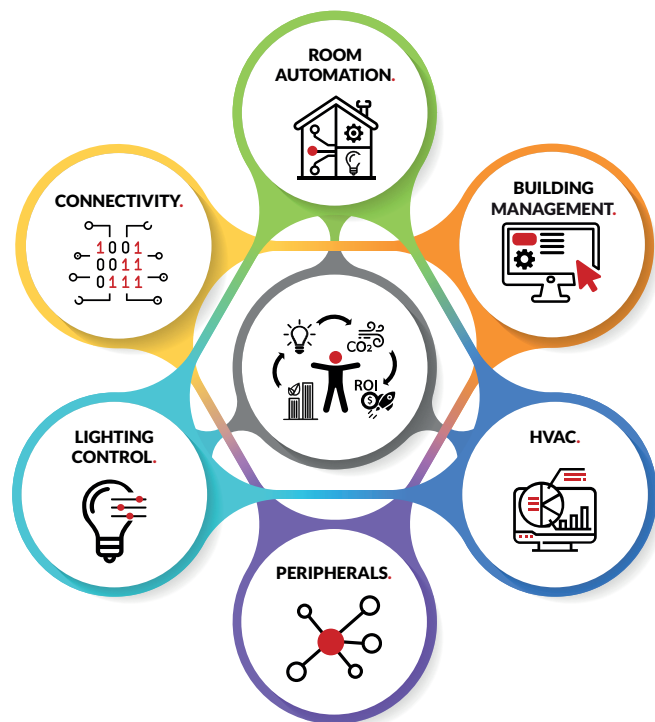 ROOM
AUTOMATION.
CONNECTIVITY.
1001
0011
0111
BUILDING
MANAGEMENT.
CO₂
ROI
$
LIGHTING
CONTROL.
HVAC.
PERIPHERALS.